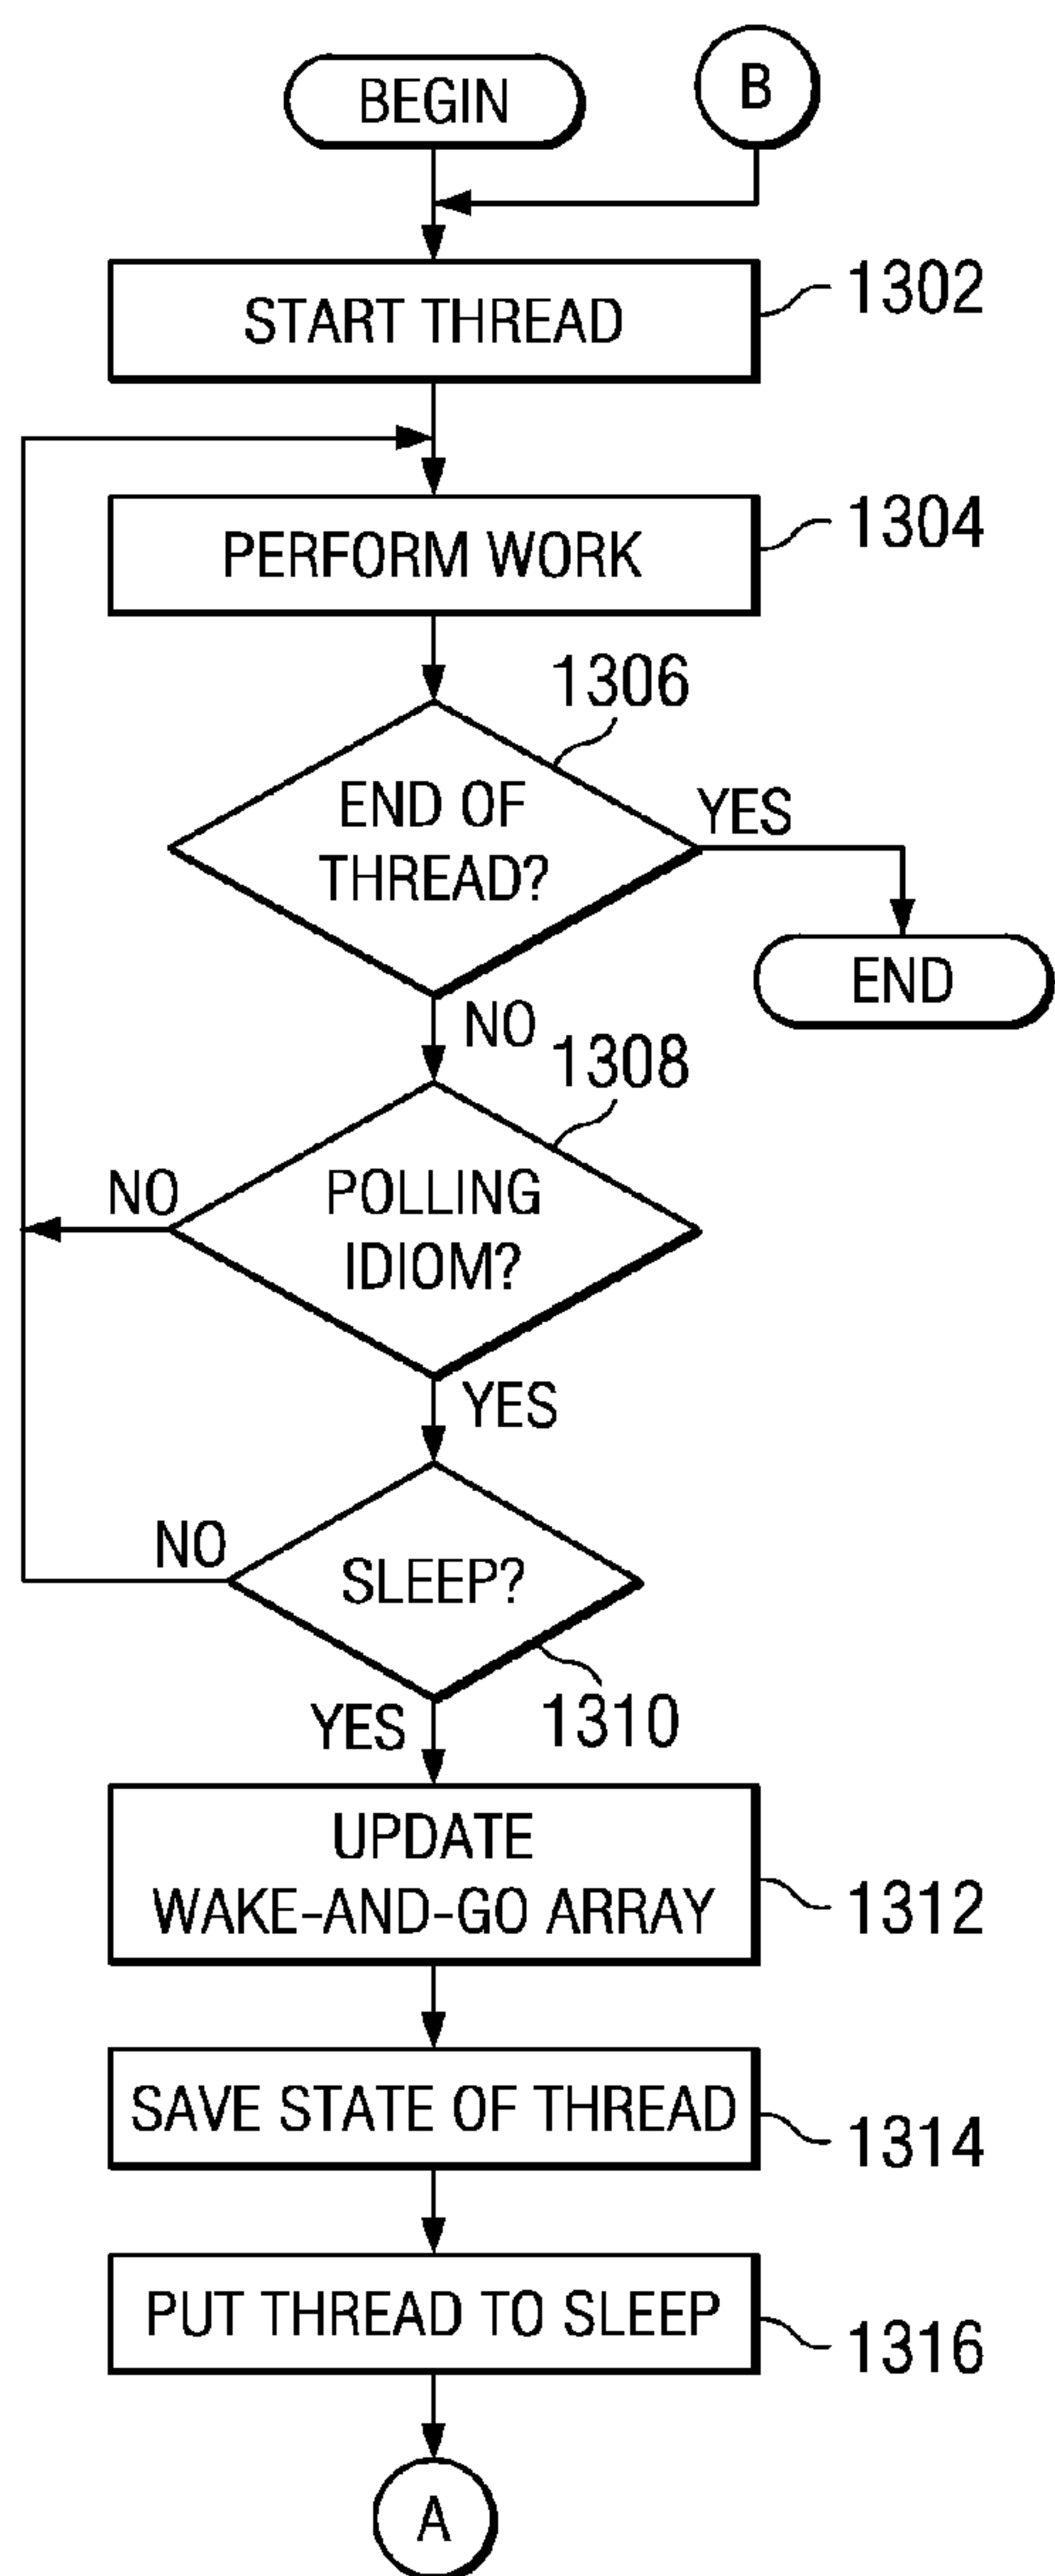 BEGIN
B
START THREAD
1302
PERFORM WORK
1304
1306
END OF
THREAD?
YES
END
NO
1308
POLLING
IDIOM?
NO
YES
SLEEP?
NO
1310
YES
UPDATE
WAKE-AND-GO ARRAY
1312
SAVE STATE OF THREAD
1314
PUT THREAD TO SLEEP
1316
A